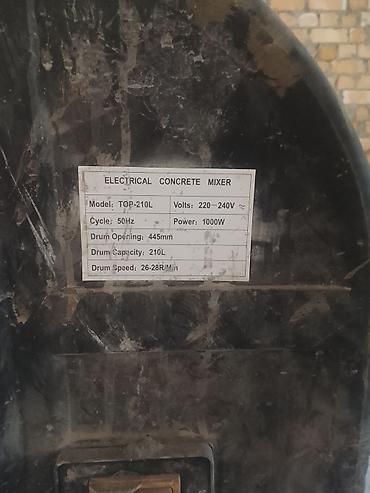 ELECTRICAL CONCRETE MIXER
Model: TOP-210L Volts: 220-240V ~
Cycle: 50Hz Power: 1000W
Drum Opening: 445mm
Drum Capacity: 210L
Drum Speed: 26-28R/Min